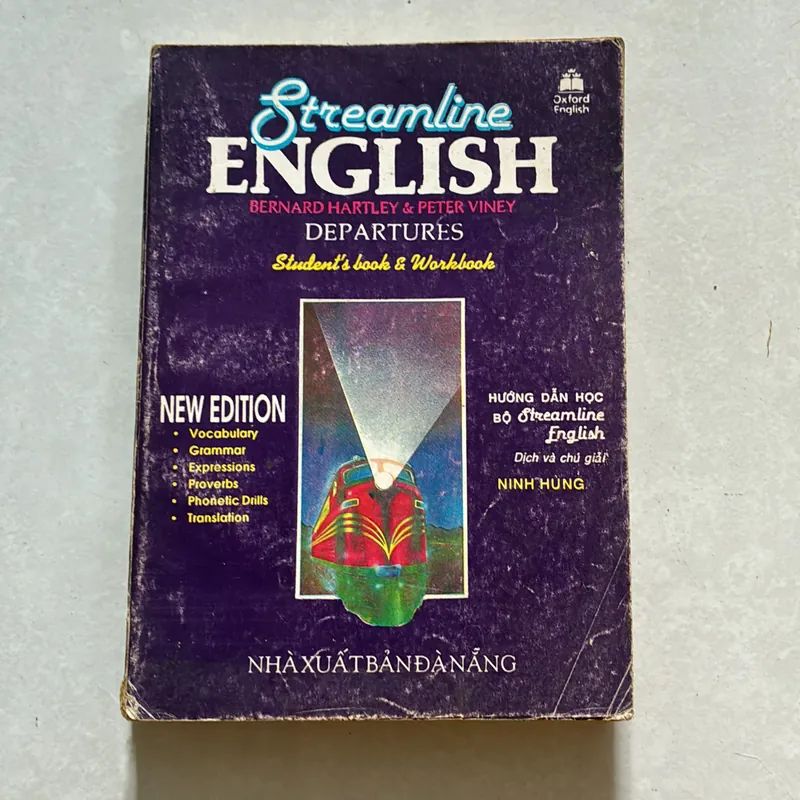 Oxford
English
Streamline
ENGLISH
BERNARD HARTLEY & PETER VINEY
DEPARTURES
Student's book & Workbook
NEW EDITION
• Vocabulary
• Grammar
• Expressions
• Proverbs
• Phonetic Drills
• Translation
HƯỚNG DẪN HỌC
BỘ Streamline
English
Dịch và chú giải
NINH HÙNG
NHÀ XUẤT BẢN ĐÀ NẴNG